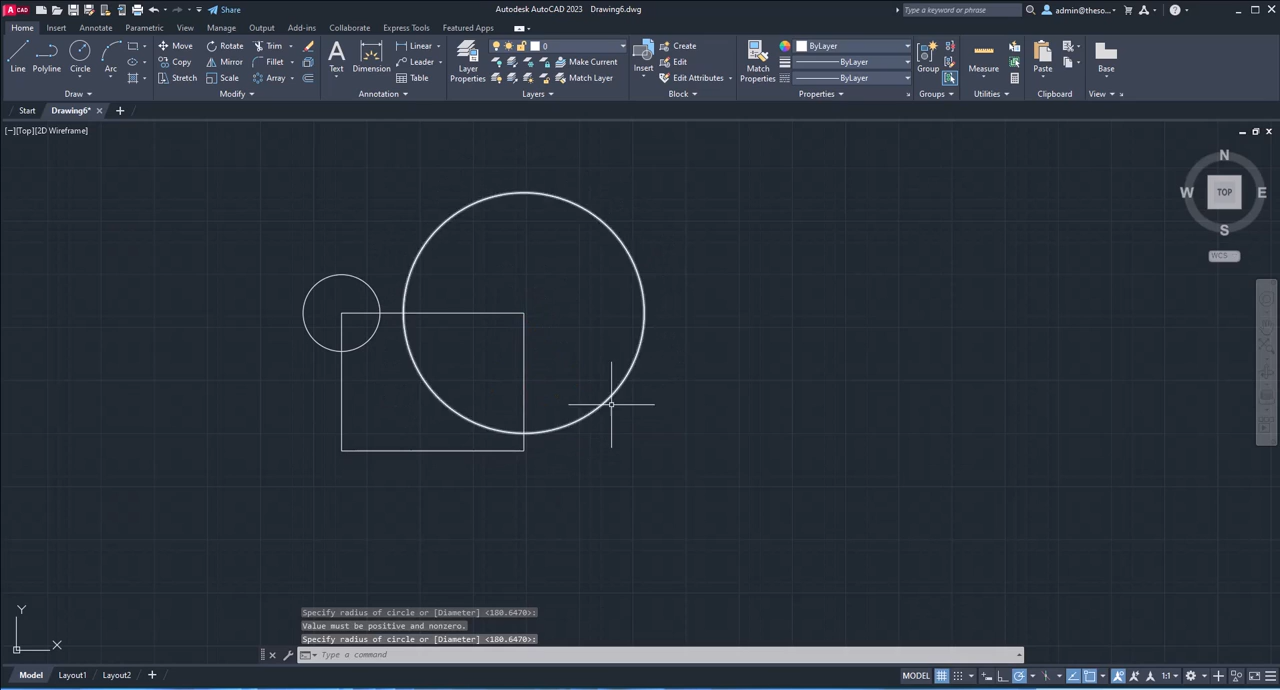 CAD Share Autodesk AutoCAD 2023 Drawing6.dwg Type a keyword or phrase admin@theso...
Home Insert Annotate Parametric View Manage Output Add-ins Collaborate Express Tools Featured Apps
Line Polyline Circle Arc Move Rotate Trim Text Dimension Linear Layer Properties 0 Insert Create Match Properties ByLayer Group Measure Paste Base
Copy Mirror Fillet Leader Make Current Edit ByLayer
Stretch Scale Array Table Match Layer Edit Attributes ByLayer
Draw Modify Annotation Layers Block Properties Groups Utilities Clipboard View
Start Drawing6*
[−][Top][2D Wireframe]
N
W TOP E
S
WCS
Specify radius of circle or [Diameter] <180.6470>:
Value must be positive and nonzero.
Specify radius of circle or [Diameter] <180.6470>:
Y
X
Type a command
Model Layout1 Layout2 MODEL 1:1